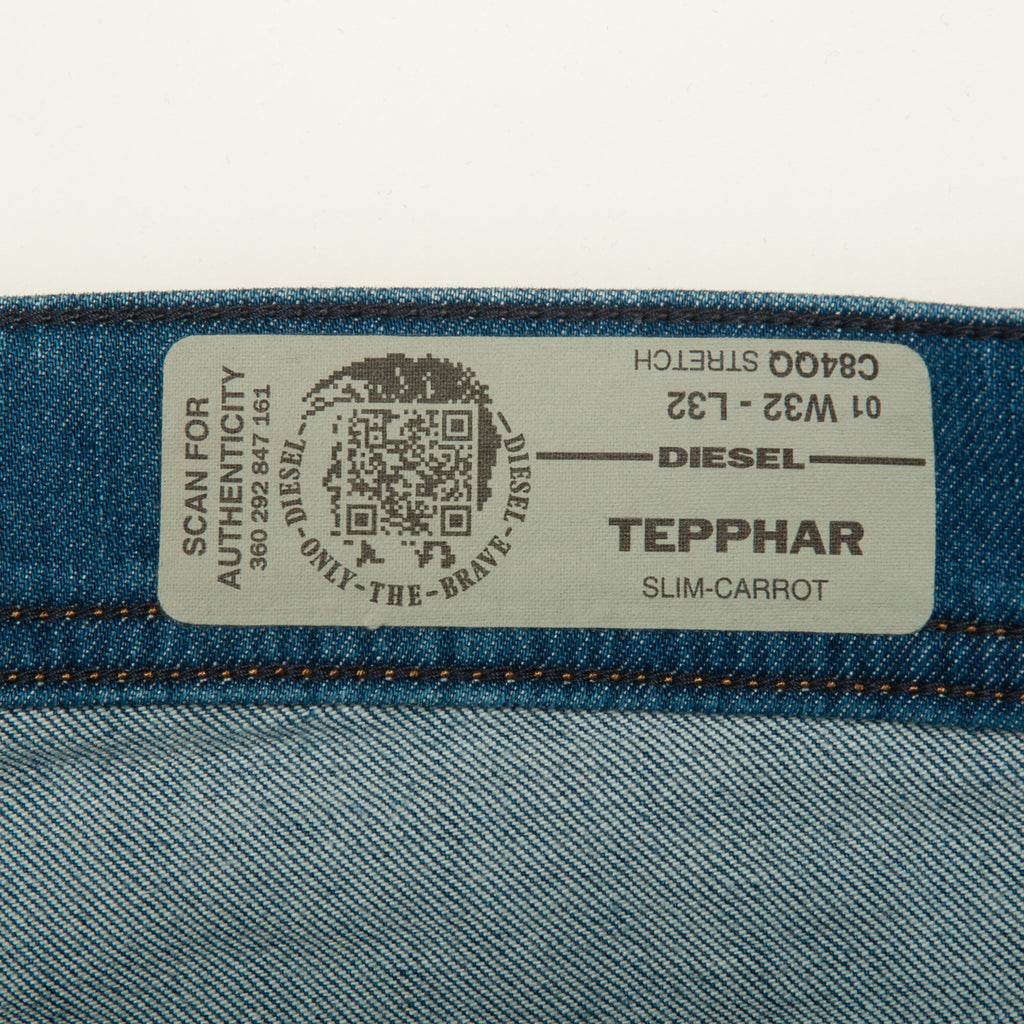 SCAN FOR
AUTHENTICITY
360 292 847 161
DIESEL-ONLY-THE-BRAVE-DIESEL
C84QQ STRETCH
01 W32 - L32
DIESEL
TEPPHAR
SLIM-CARROT